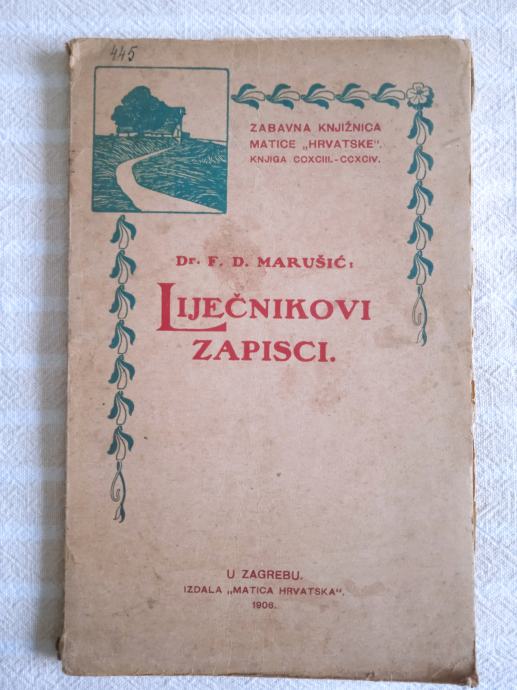 445
ZABAVNA KNJIŽNICA
MATICE „HRVATSKE“.
KNJIGA CCXCIII.-CCXCIV.
Dr. F. D. MARUŠIĆ:
LIJEČNIKOVI
ZAPISCI.
U ZAGREBU.
IZDALA „MATICA HRVATSKA“.
1906.